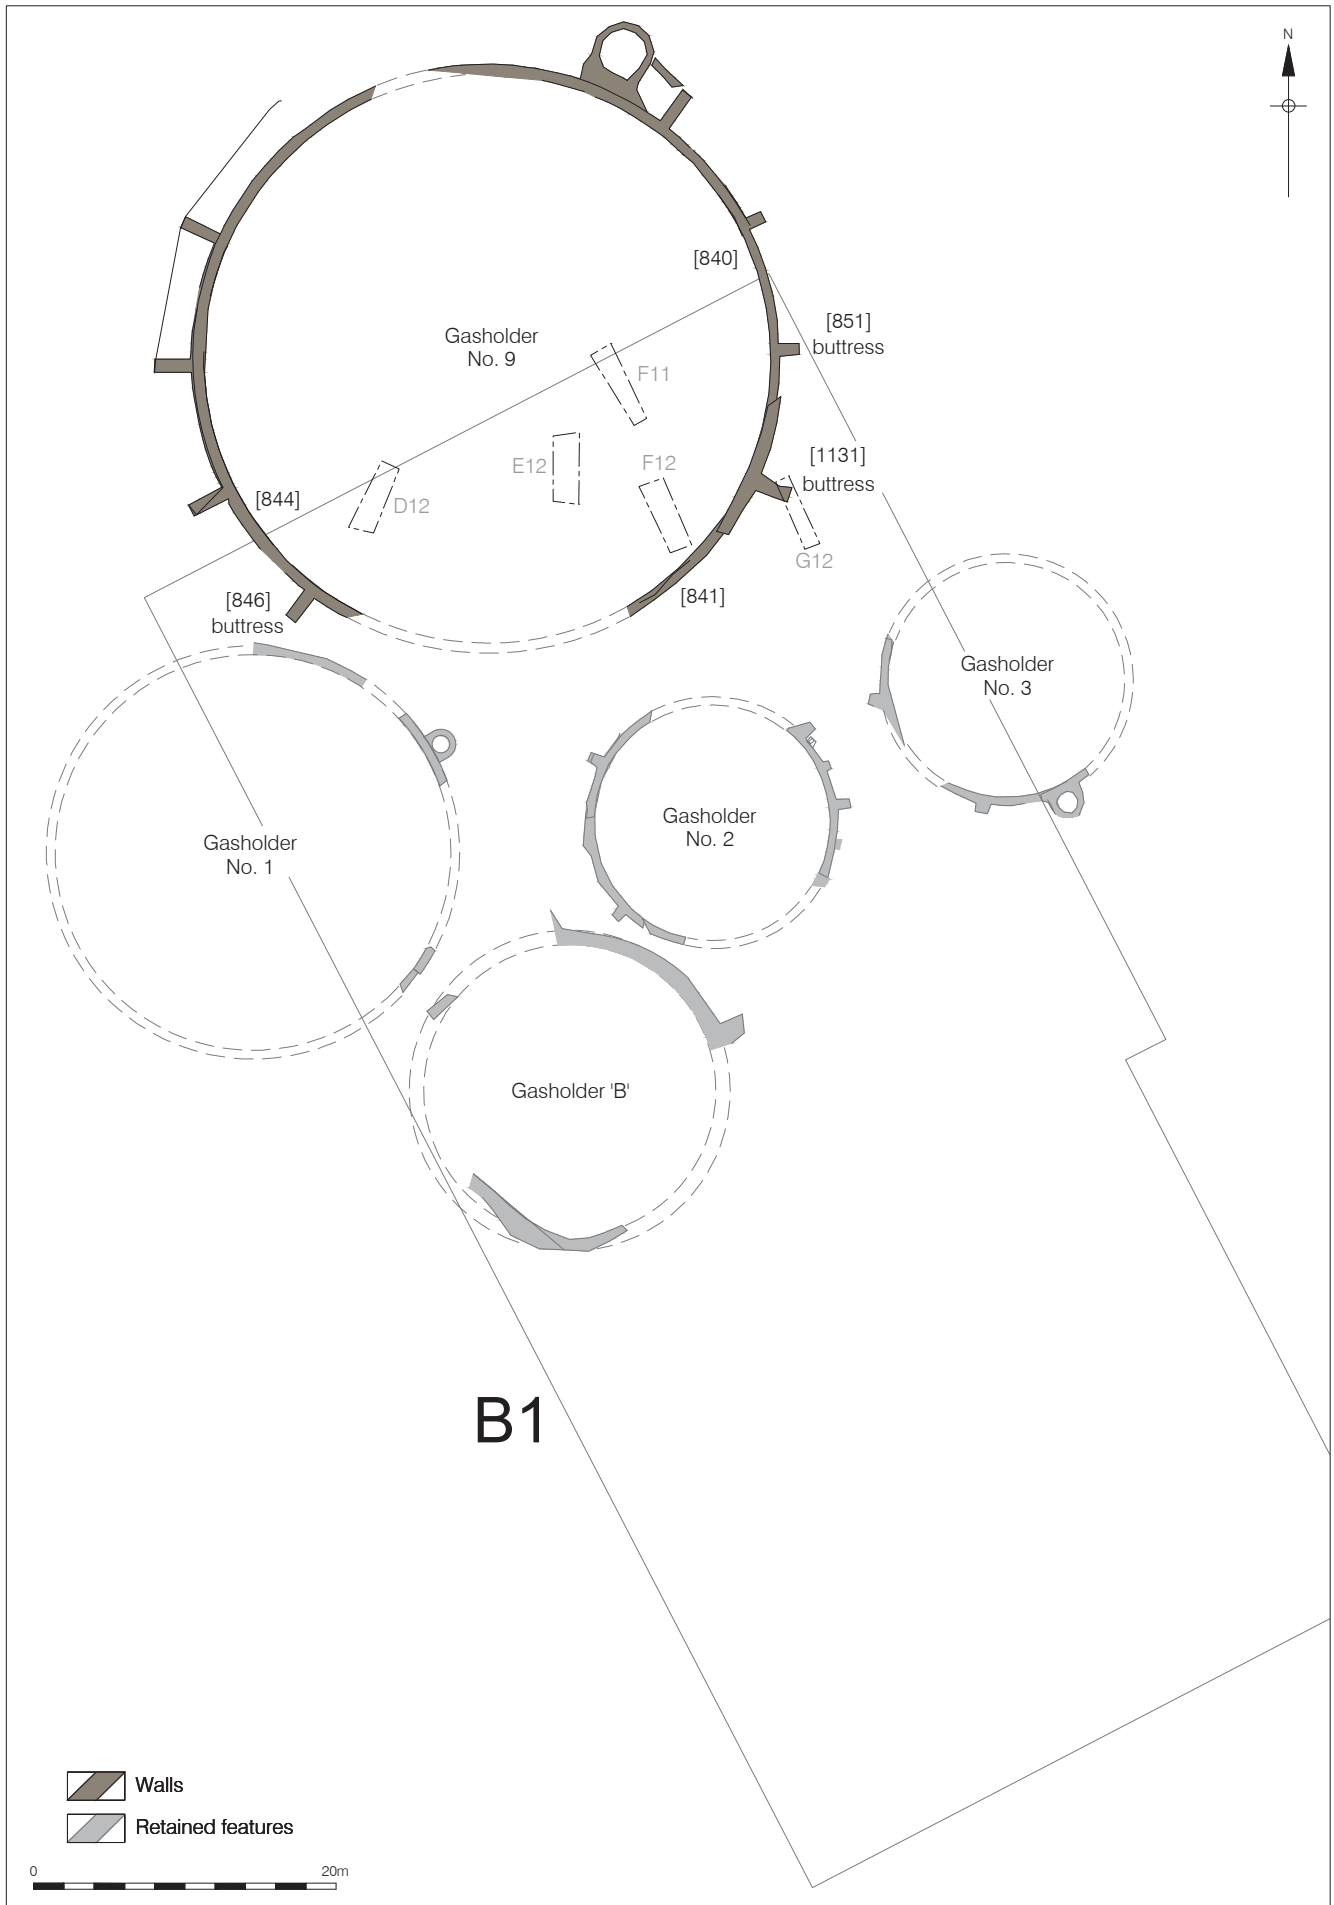 N
[840]
[851]
buttress
Gasholder
No. 9
F11
[1131]
buttress
E12
F12
[844]
D12
G12
[846]
buttress
[841]
Gasholder
No. 3
Gasholder
No. 2
Gasholder
No. 1
Gasholder 'B'
B1
Walls
Retained features
0
20m